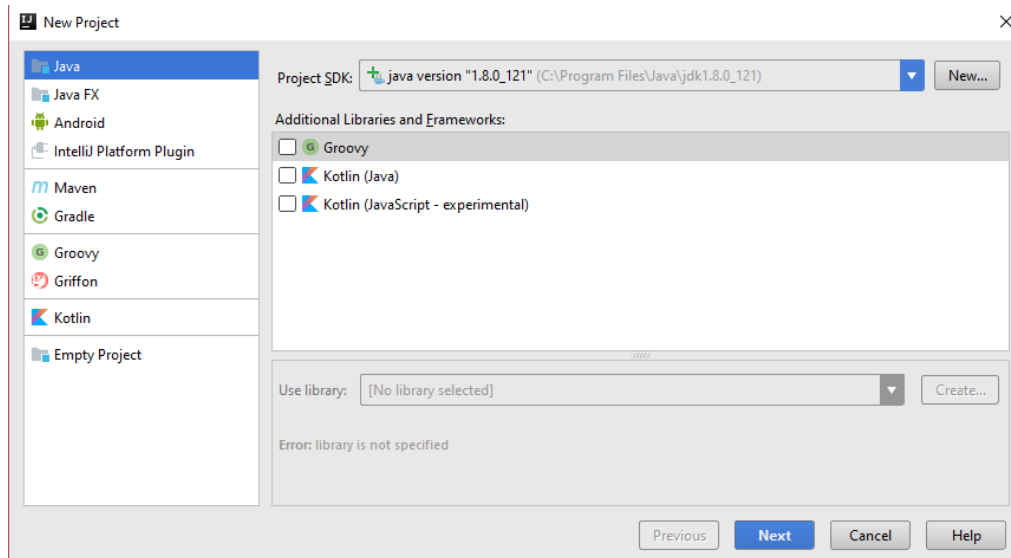 New Project
Java
Java FX
Android
IntelliJ Platform Plugin
Maven
Gradle
Groovy
Griffon
Kotlin
Empty Project
Project SDK: java version "1.8.0_121" (C:\Program Files\Java\jdk1.8.0_121) New...
Additional Libraries and Frameworks:
Groovy
Kotlin (Java)
Kotlin (JavaScript - experimental)
Use library: [No library selected] Create...
Error: library is not specified
Previous Next Cancel Help